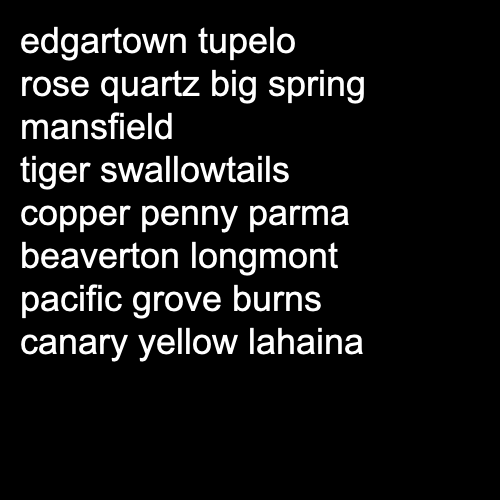 edgartown tupelo
rose quartz big spring
mansfield
tiger swallowtails
copper penny parma
beaverton longmont
pacific grove burns
canary yellow lahaina